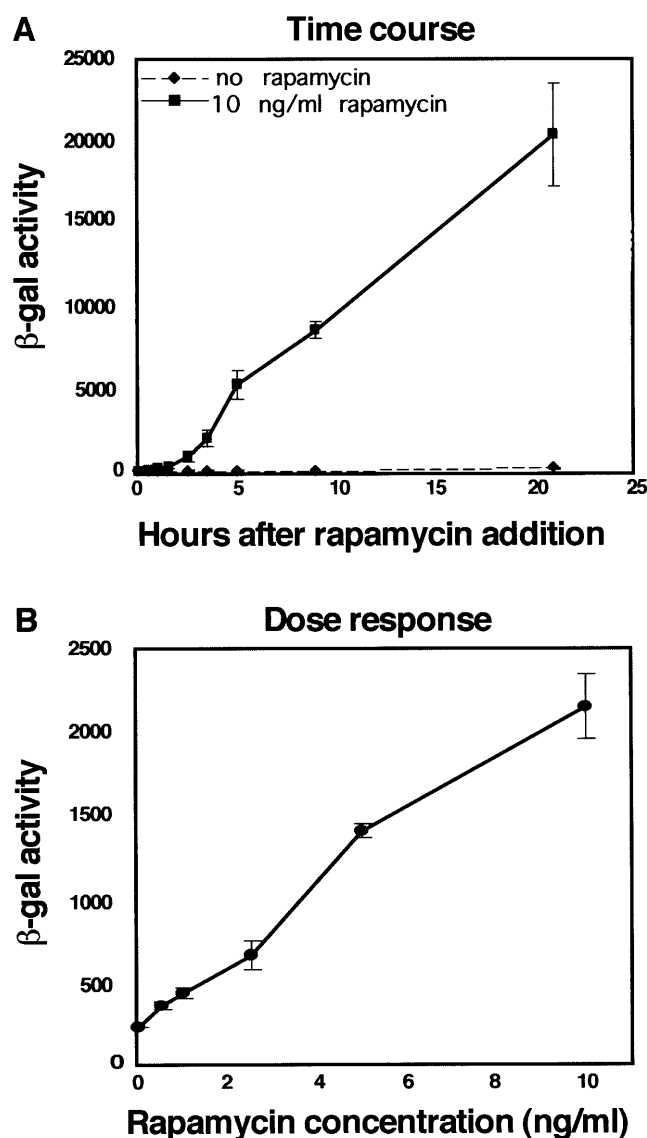 A
Time course
25000
20000
15000
10000
5000
0
no rapamycin
10 ng/ml rapamycin
β-gal activity
0 5 10 15 20 25
Hours after rapamycin addition
B
Dose response
2500
2000
1500
1000
500
0
β-gal activity
0 2 4 6 8 10
Rapamycin concentration (ng/ml)